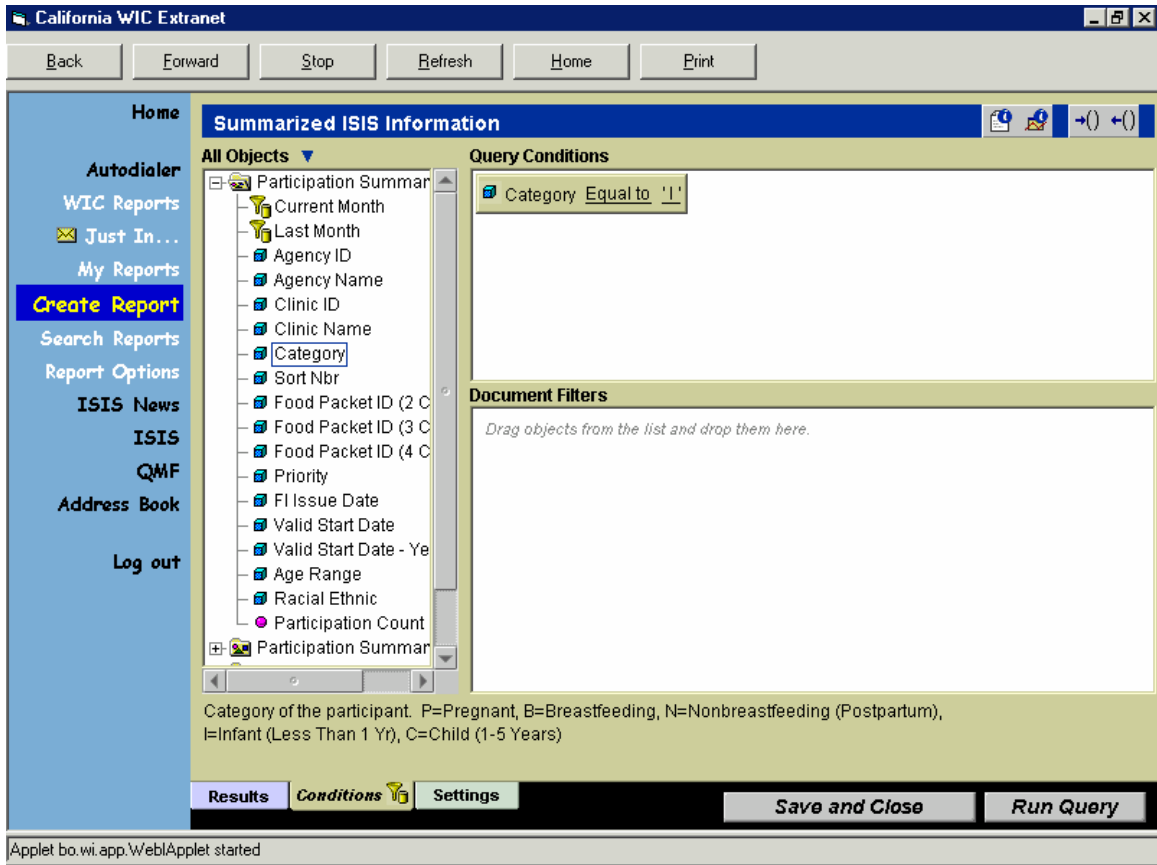 California WIC Extranet
Back Forward Stop Refresh Home Print
Home
Autodialer
WIC Reports
Just In...
My Reports
Create Report
Search Reports
Report Options
ISIS News
ISIS
QMF
Address Book
Log out
Summarized ISIS Information
→() ←()
All Objects
Participation Summar
Current Month
Last Month
Agency ID
Agency Name
Clinic ID
Clinic Name
Category
Sort Nbr
Food Packet ID (2 C
Food Packet ID (3 C
Food Packet ID (4 C
Priority
FI Issue Date
Valid Start Date
Valid Start Date - Ye
Age Range
Racial Ethnic
Participation Count
Participation Summar
Query Conditions
Category Equal to 'I'
Document Filters
Drag objects from the list and drop them here.
Category of the participant. P=Pregnant, B=Breastfeeding, N=Nonbreastfeeding (Postpartum),
I=Infant (Less Than 1 Yr), C=Child (1-5 Years)
Results Conditions Settings
Save and Close Run Query
Applet bo.wi.app.WebIApplet started